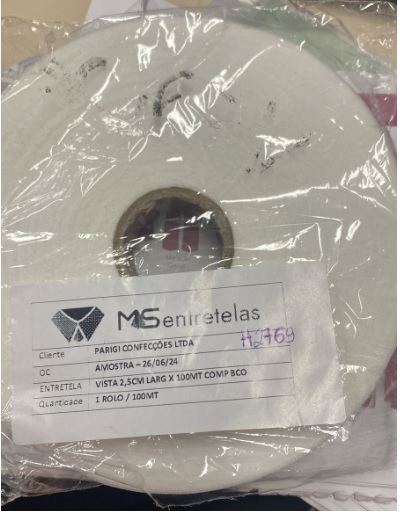 MS entretelas
H2769
Cliente PARIGI CONFECÇÕES LTDA
OC AMOSTRA – 26/06/24
ENTRETELA VISTA 2,5CM LARG X 100MT COMP BCO
Quantidade 1 ROLO / 100MT